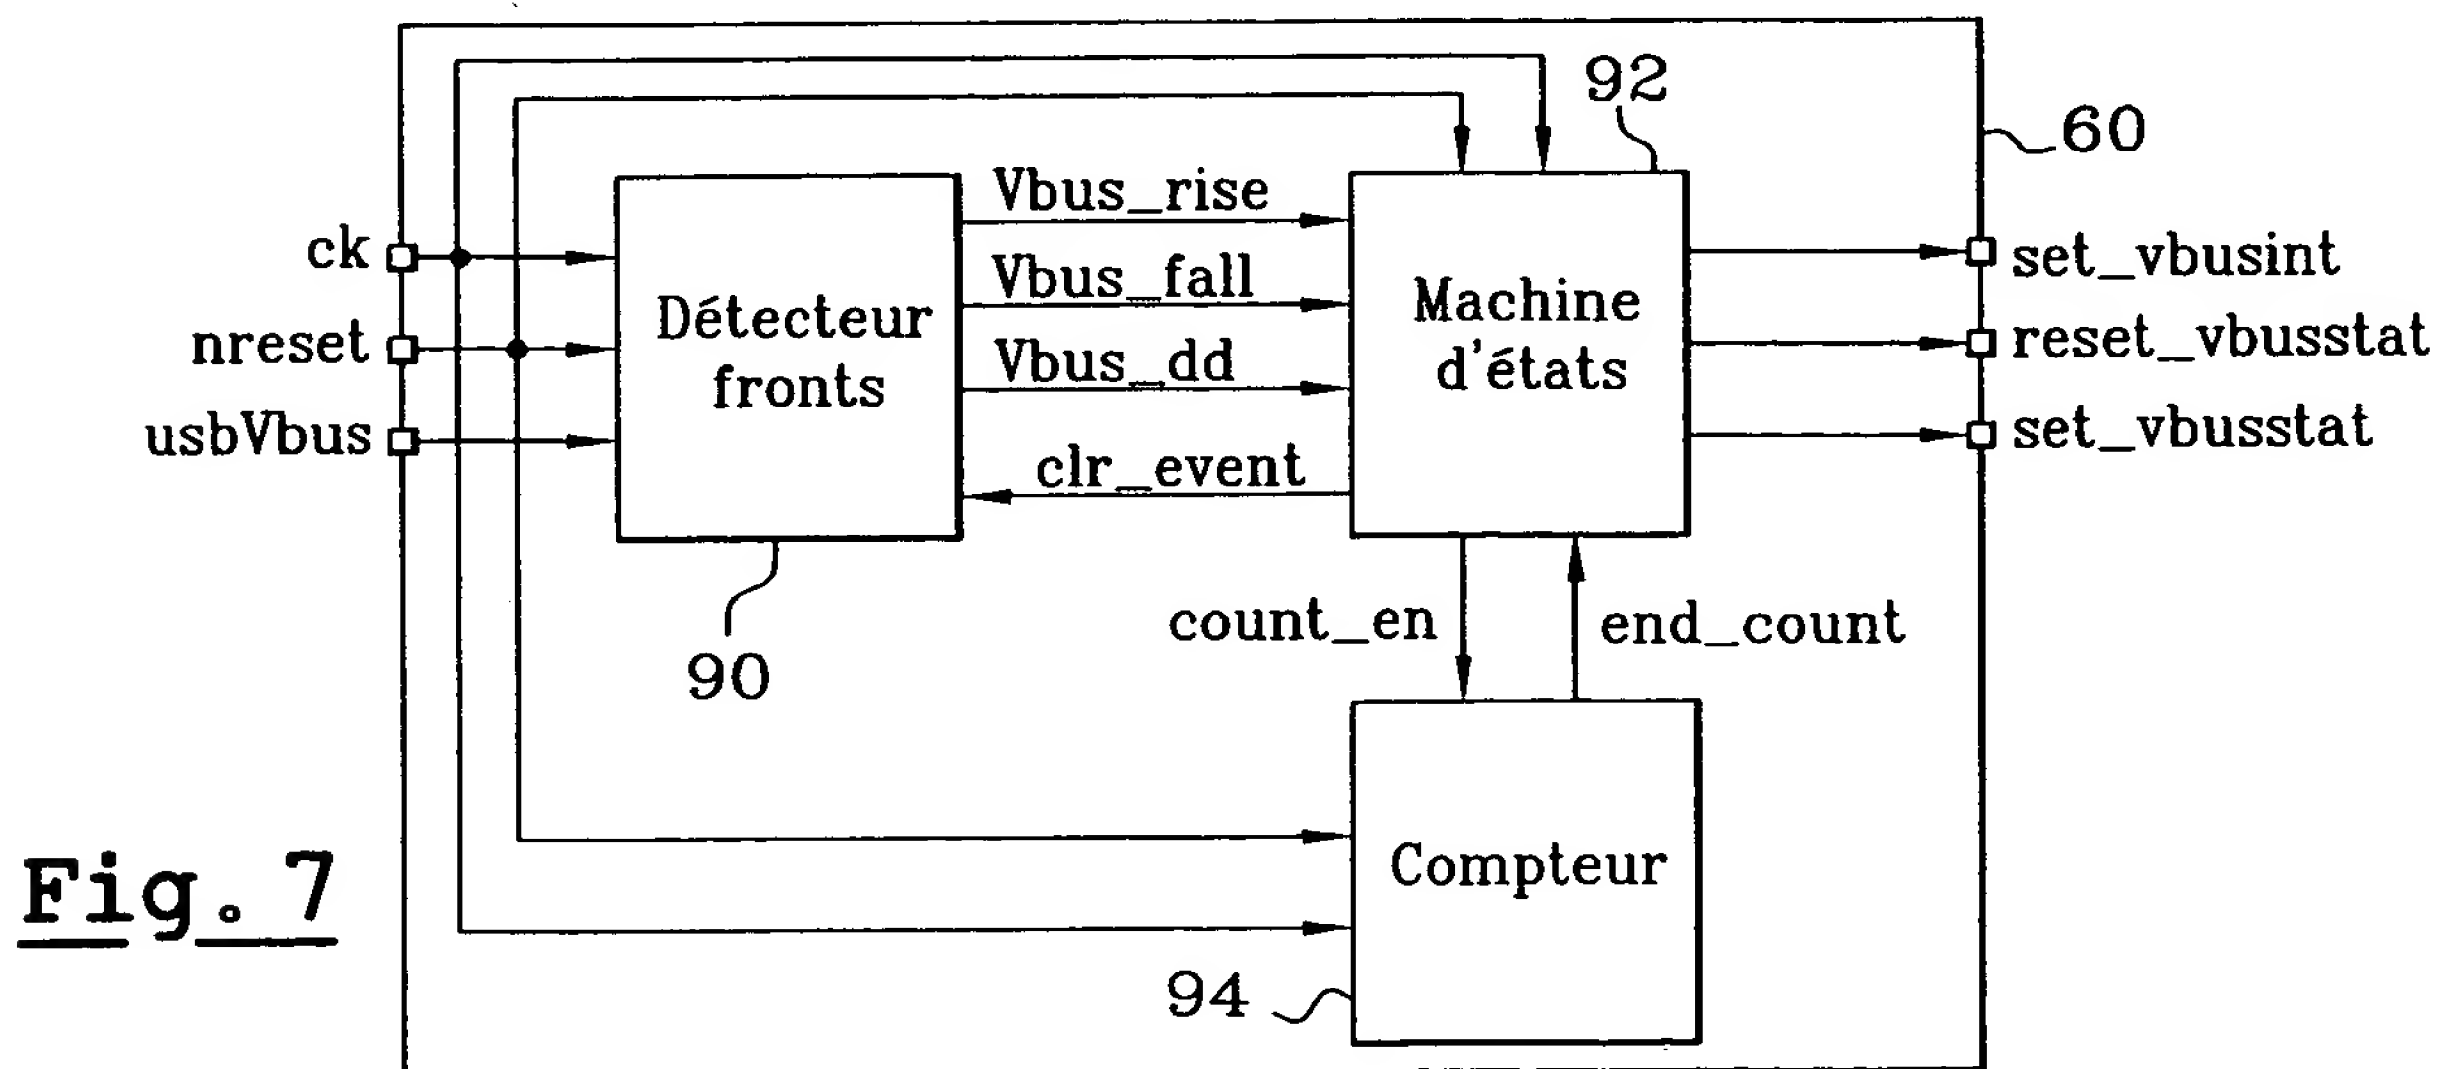 92
60
Vbus_rise
ck
Vbus_fall
set_vbusint
Détecteur
fronts
Machine
d'états
nreset
Vbus_dd
reset_vbusstat
usbVbus
clr_event
set_vbusstat
count_en
end_count
90
Compteur
94
Fig. 7